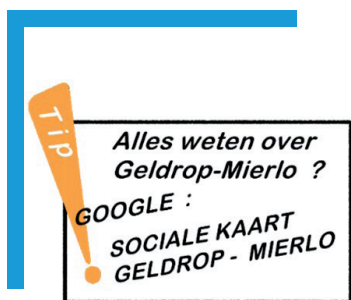 Tip
Alles weten over
Geldrop-Mierlo ?
GOOGLE :
SOCIALE KAART
GELDROP - MIERLO